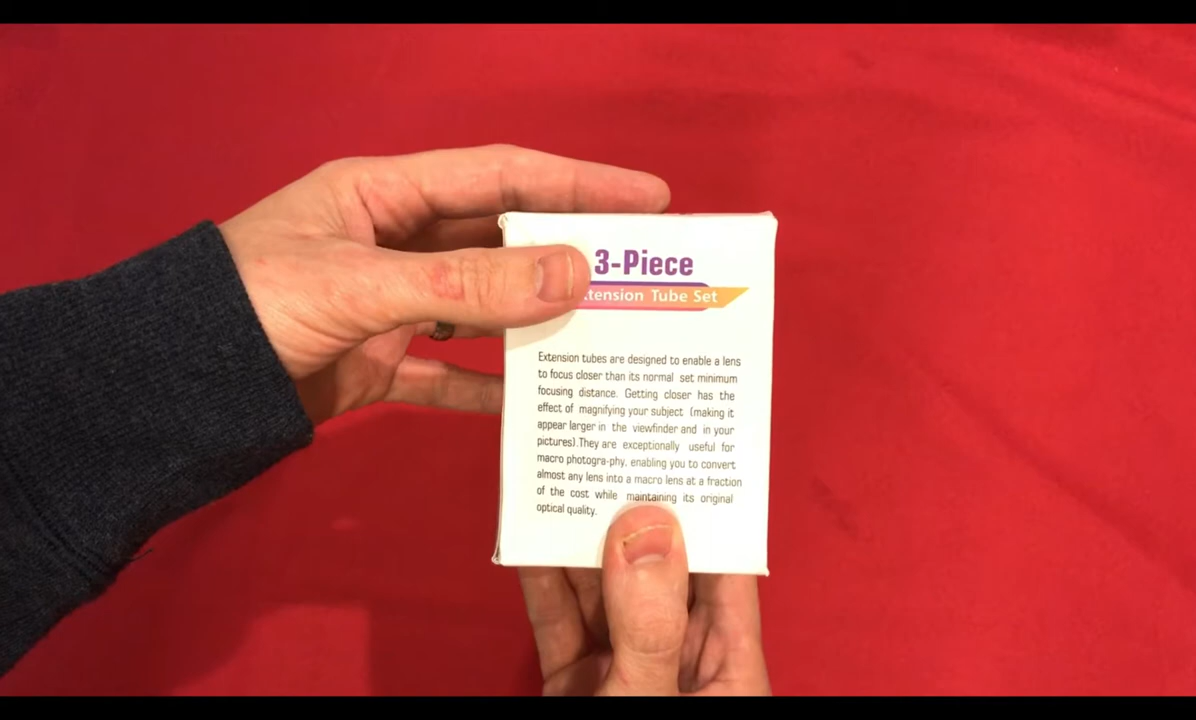 3-Piece
tension Tube Set
Extension tubes are designed to enable a lens
to focus closer than its normal set minimum
focusing distance. Getting closer has the
effect of magnifying your subject (making it
appear larger in the viewfinder and in your
pictures).They are exceptionally useful for
macro photogra-phy, enabling you to convert
almost any lens into a macro lens at a fraction
of the cost while maintaining its original
optical quality.